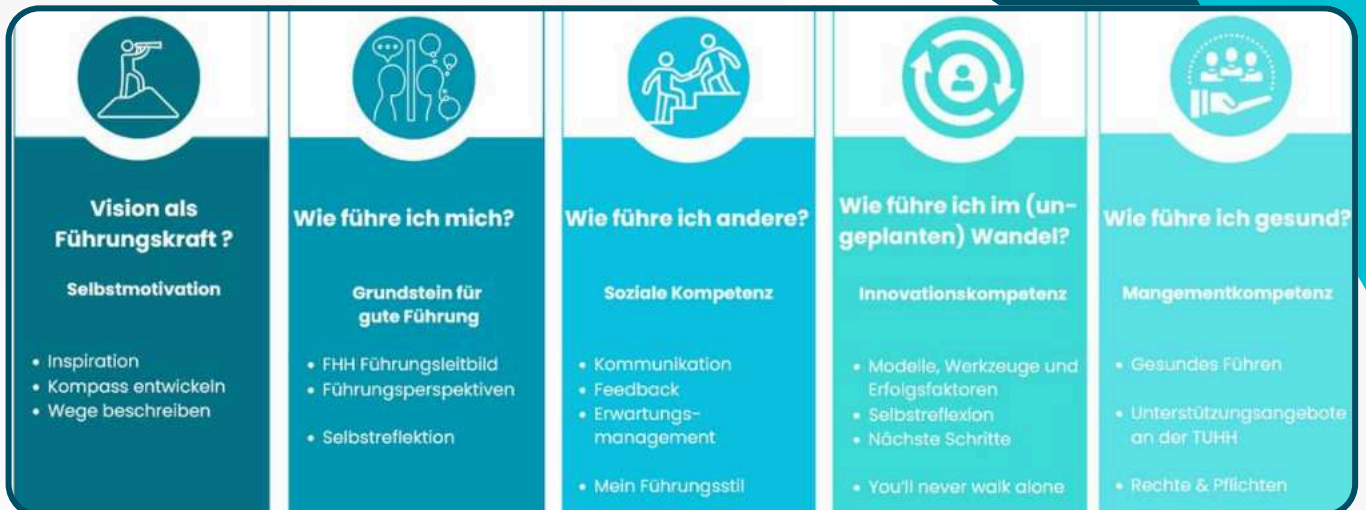 Vision als
Führungskraft ?
Selbstmotivation
• Inspiration
• Kompass entwickeln
• Wege beschreiben
Wie führe ich mich?
Grundstein für
gute Führung
• FHH Führungsleitbild
• Führungsperspektiven
• Selbstreflektion
Wie führe ich andere?
Soziale Kompetenz
• Kommunikation
• Feedback
• Erwartungs-
management
• Mein Führungsstil
Wie führe ich im (un-
geplanten) Wandel?
Innovationskompetenz
• Modelle, Werkzeuge und
Erfolgsfaktoren
• Selbstreflexion
• Nächste Schritte
• You'll never walk alone
Wie führe ich gesund?
Mangementkompetenz
• Gesundes Führen
• Unterstützungsangebote
an der TUHH
• Rechte & Pflichten